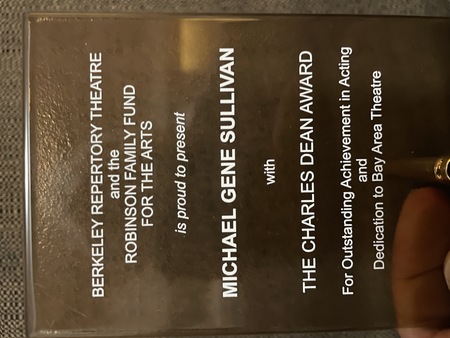 BERKELEY REPERTORY THEATRE
and the
ROBINSON FAMILY FUND
FOR THE ARTS
is proud to present
MICHAEL GENE SULLIVAN
with
THE CHARLES DEAN AWARD
For Outstanding Achievement in Acting
and
Dedication to Bay Area Theatre